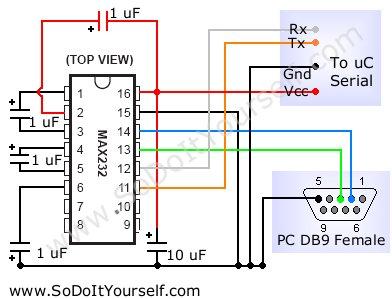 1 uF
Rx
Tx
(TOP VIEW)
To uC
Serial
Gnd
Vcc
1 16
2 15
3 14
4 13
5 12
6 11
7 10
8 9
MAX232
1 uF
1 uF
1 uF
10 uF
5 1
9 6
PC DB9 Female
www.SoDoItYourself.com
www.SoDoItYourself.com